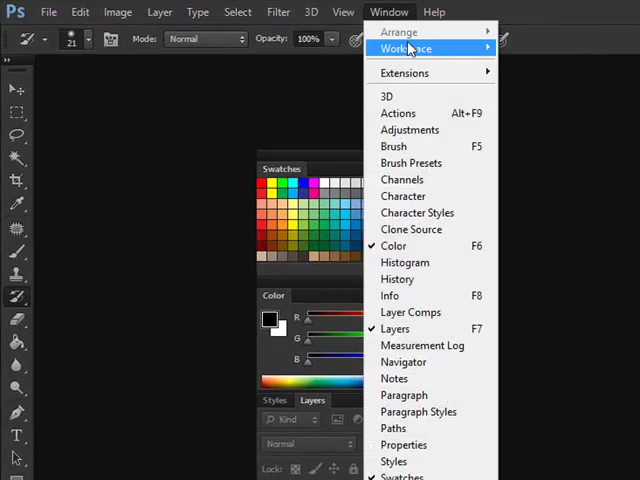 Ps File Edit Image Layer Type Select Filter 3D View Window Help
21 Mode: Normal Opacity: 100%
Arrange
Workspace
Extensions
3D
Actions Alt+F9
Adjustments
Brush F5
Brush Presets
Channels
Character
Character Styles
Clone Source
Color F6
Histogram
History
Info F8
Layer Comps
Layers F7
Measurement Log
Navigator
Notes
Paragraph
Paragraph Styles
Paths
Properties
Styles
Swatches
Swatches
Color
R
G
B
Styles Layers
Kind
Normal
Lock:
T